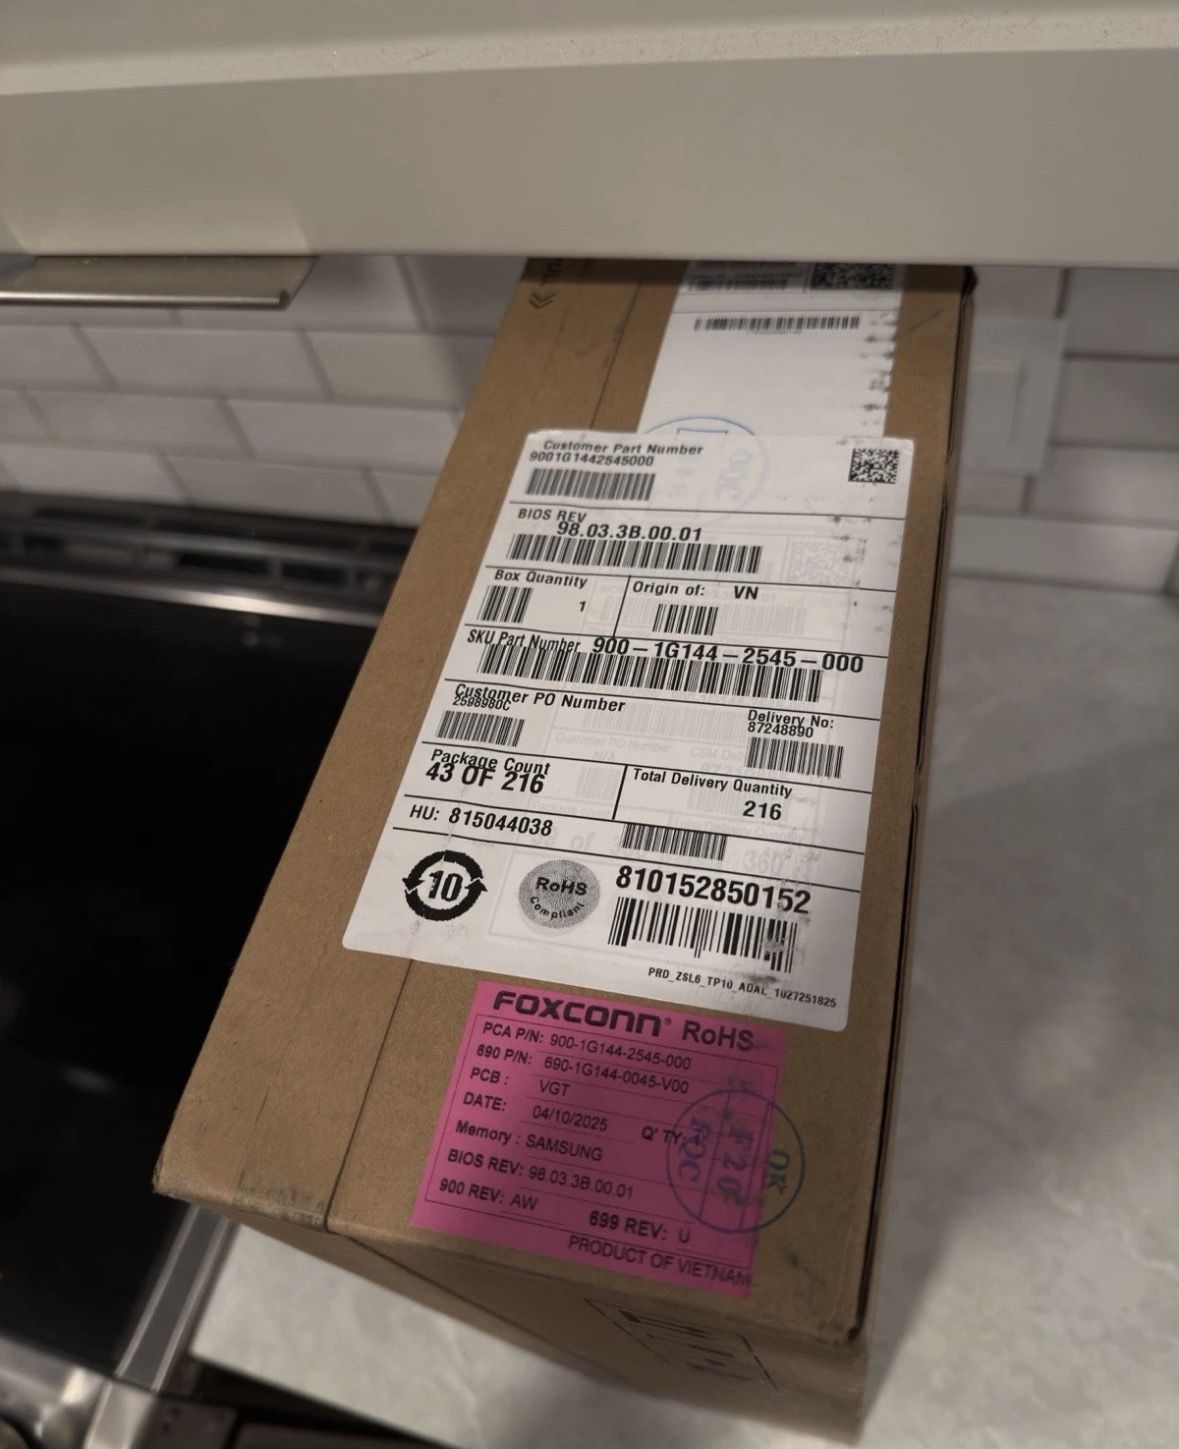 Customer Part Number
9001G1442545000
BIOS REV
98.03.3B.00.01
Box Quantity
1
Origin of: VN
SKU Part Number 900-1G144-2545-000
Customer PO Number
2598980C
Delivery No:
87248890
Package Count
43 OF 216
Total Delivery Quantity
216
HU: 815044038
10
RoHS
Compliant
810152850152
PRD_ZSL6_TP10_ADAL_1027251825
FOXCONN® RoHS
PCA P/N: 900-1G144-2545-000
690 P/N: 690-1G144-0045-V00
PCB: VGT
DATE: 04/10/2025 Q'TY:
Memory: SAMSUNG
BIOS REV: 98.03.3B.00.01
900 REV: AW 699 REV: U
PRODUCT OF VIETNAM
OQC
OK
FQC